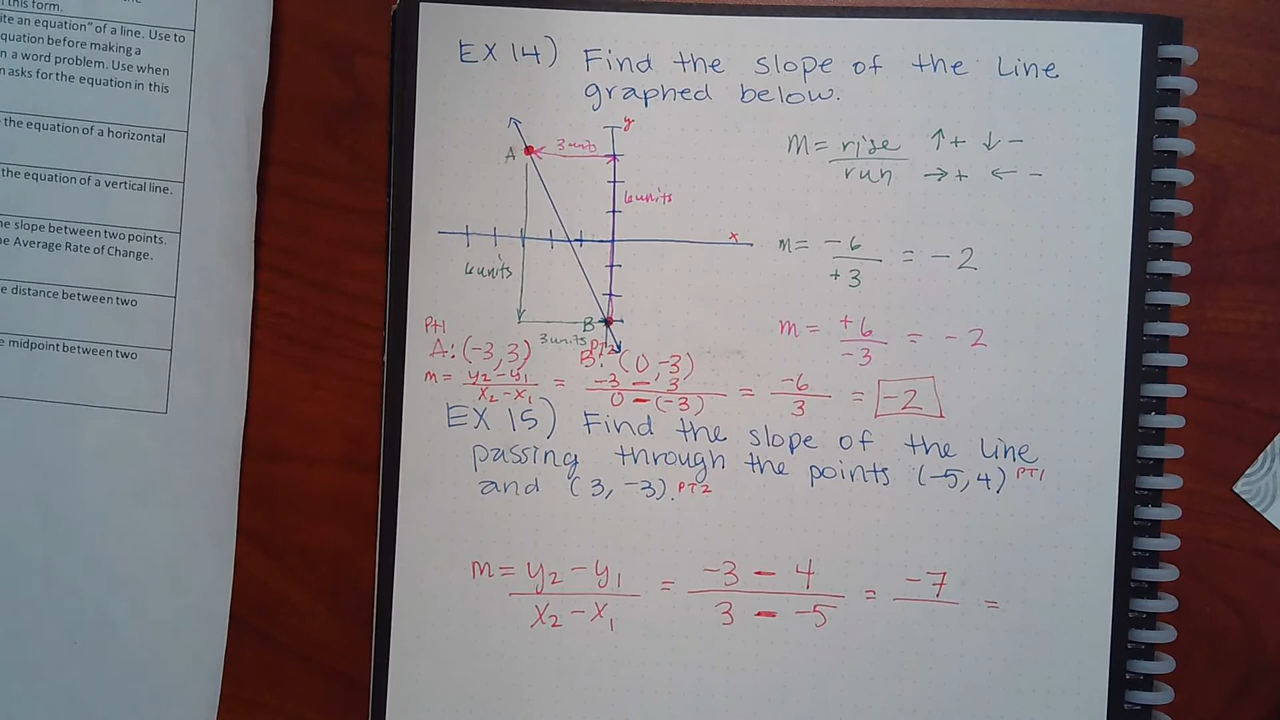 this form.
ite an equation" of a line. Use to
quation before making a
n a word problem. Use when
asks for the equation in this
the equation of a horizontal
the equation of a vertical line.
he slope between two points.
he Average Rate of Change.
e distance between two
e midpoint between two
EX 14) Find the slope of the line
graphed below.
y
A
3 units
6 units
x
6 units
B
3 units
m = rise / run ↑+ ↓- →+ ←-
m = -6 / +3 = -2
m = +6 / -3 = -2
Pt1
A: (-3, 3)
PT2
B: (0, -3)
m = y₂-y₁ / x₂-x₁ = -3 - 3 / 0 - (-3) = -6 / 3 = -2
EX 15) Find the slope of the line
passing through the points (-5, 4) PT1
and (3, -3). PT2
m = y₂-y₁ / x₂-x₁ = -3 - 4 / 3 - -5 = -7 / =